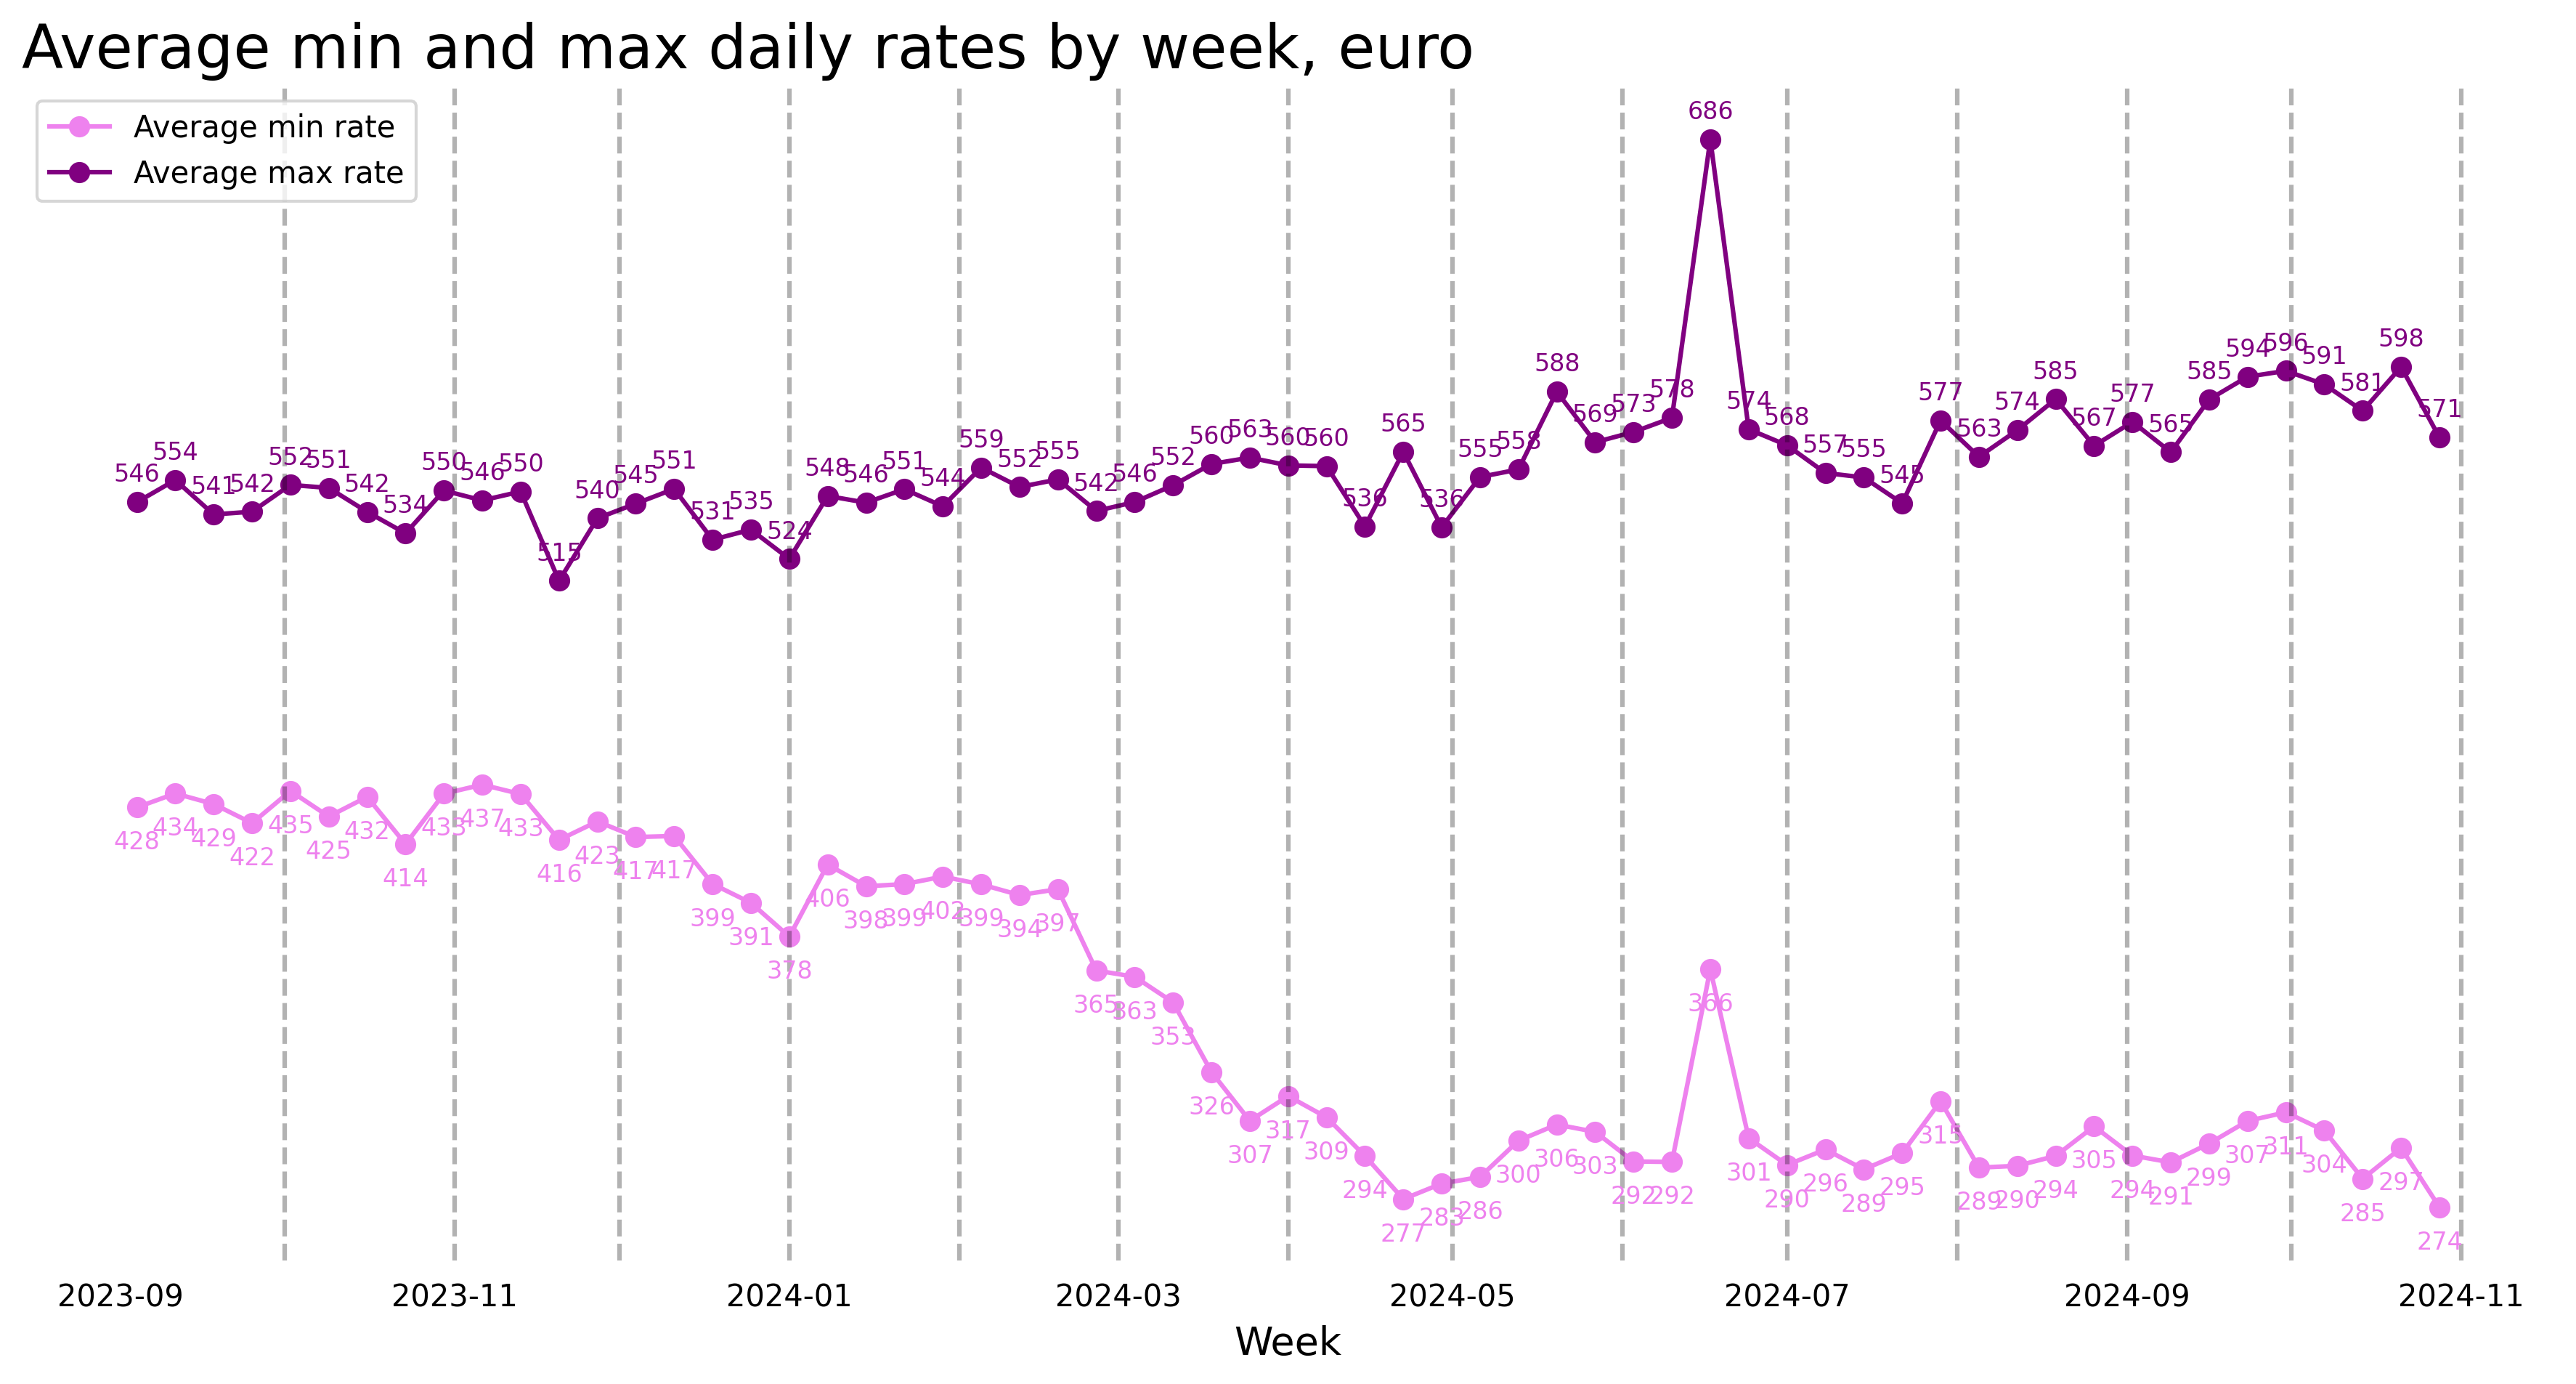 Average min and max daily rates by week, euro
Average min rate
Average max rate
686
546 554 541 542 552 551 542 534 550 546 550 515 540 545 551 531 535 524 548 546 551 544 559 552 555 542 546 552 560 563 560 560 536 565 536 555 558 588 569 573 578 574 568 557 555 545 577 563 574 585 567 577 565 585 594 596 591 581 598 571
428 434 429 422 435 425 432 414 433 437 433 416 423 417 417 399 391 378 406 398 399 402 399 394 397 365 363 353 326 307 317 309 294 277 283 286 300 306 303 292 292 366 301 290 296 289 295 315 289 290 294 305 294 291 299 307 311 304 285 297 274
2023-09 2023-11 2024-01 2024-03 2024-05 2024-07 2024-09 2024-11
Week